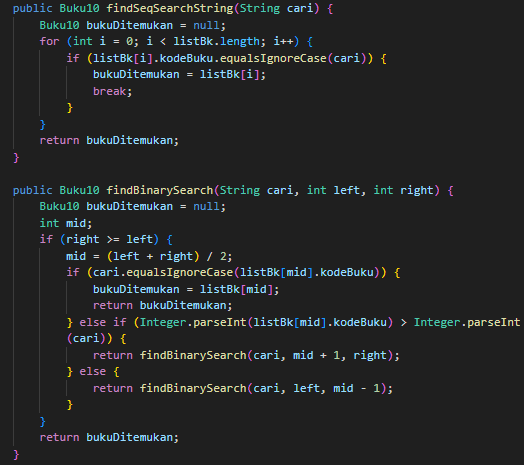 public Buku10 findSeqSearchString(String cari) {
Buku10 bukuDitemukan = null;
for (int i = 0; i < listBk.length; i++) {
if (listBk[i].kodeBuku.equalsIgnoreCase(cari)) {
bukuDitemukan = listBk[i];
break;
}
}
return bukuDitemukan;
}
public Buku10 findBinarySearch(String cari, int left, int right) {
Buku10 bukuDitemukan = null;
int mid;
if (right >= left) {
mid = (left + right) / 2;
if (cari.equalsIgnoreCase(listBk[mid].kodeBuku)) {
bukuDitemukan = listBk[mid];
return bukuDitemukan;
} else if (Integer.parseInt(listBk[mid].kodeBuku) > Integer.parseInt
(cari)) {
return findBinarySearch(cari, mid + 1, right);
} else {
return findBinarySearch(cari, left, mid - 1);
}
}
return bukuDitemukan;
}